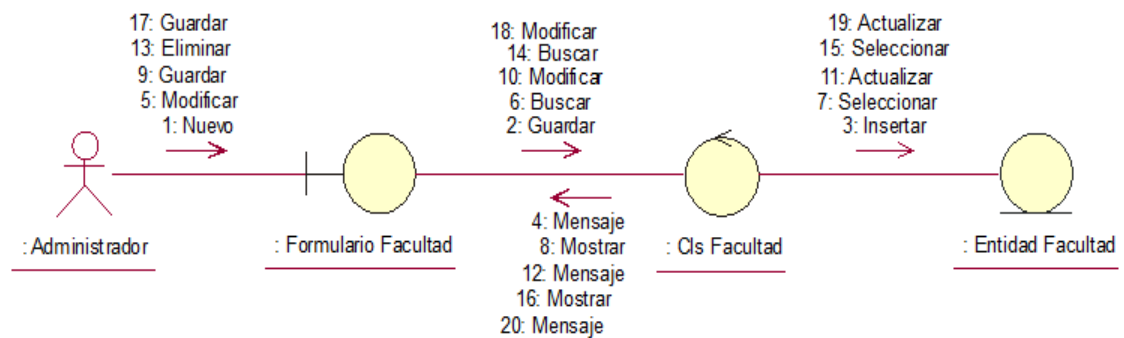 17: Guardar
13: Eliminar
9: Guardar
5: Modificar
1: Nuevo
18: Modificar
14: Buscar
10: Modificar
6: Buscar
2: Guardar
19: Actualizar
15: Seleccionar
11: Actualizar
7: Seleccionar
3: Insertar
4: Mensaje
8: Mostrar
12: Mensaje
16: Mostrar
20: Mensaje
: Administrador
: Formulario Facultad
: Cls Facultad
: Entidad Facultad